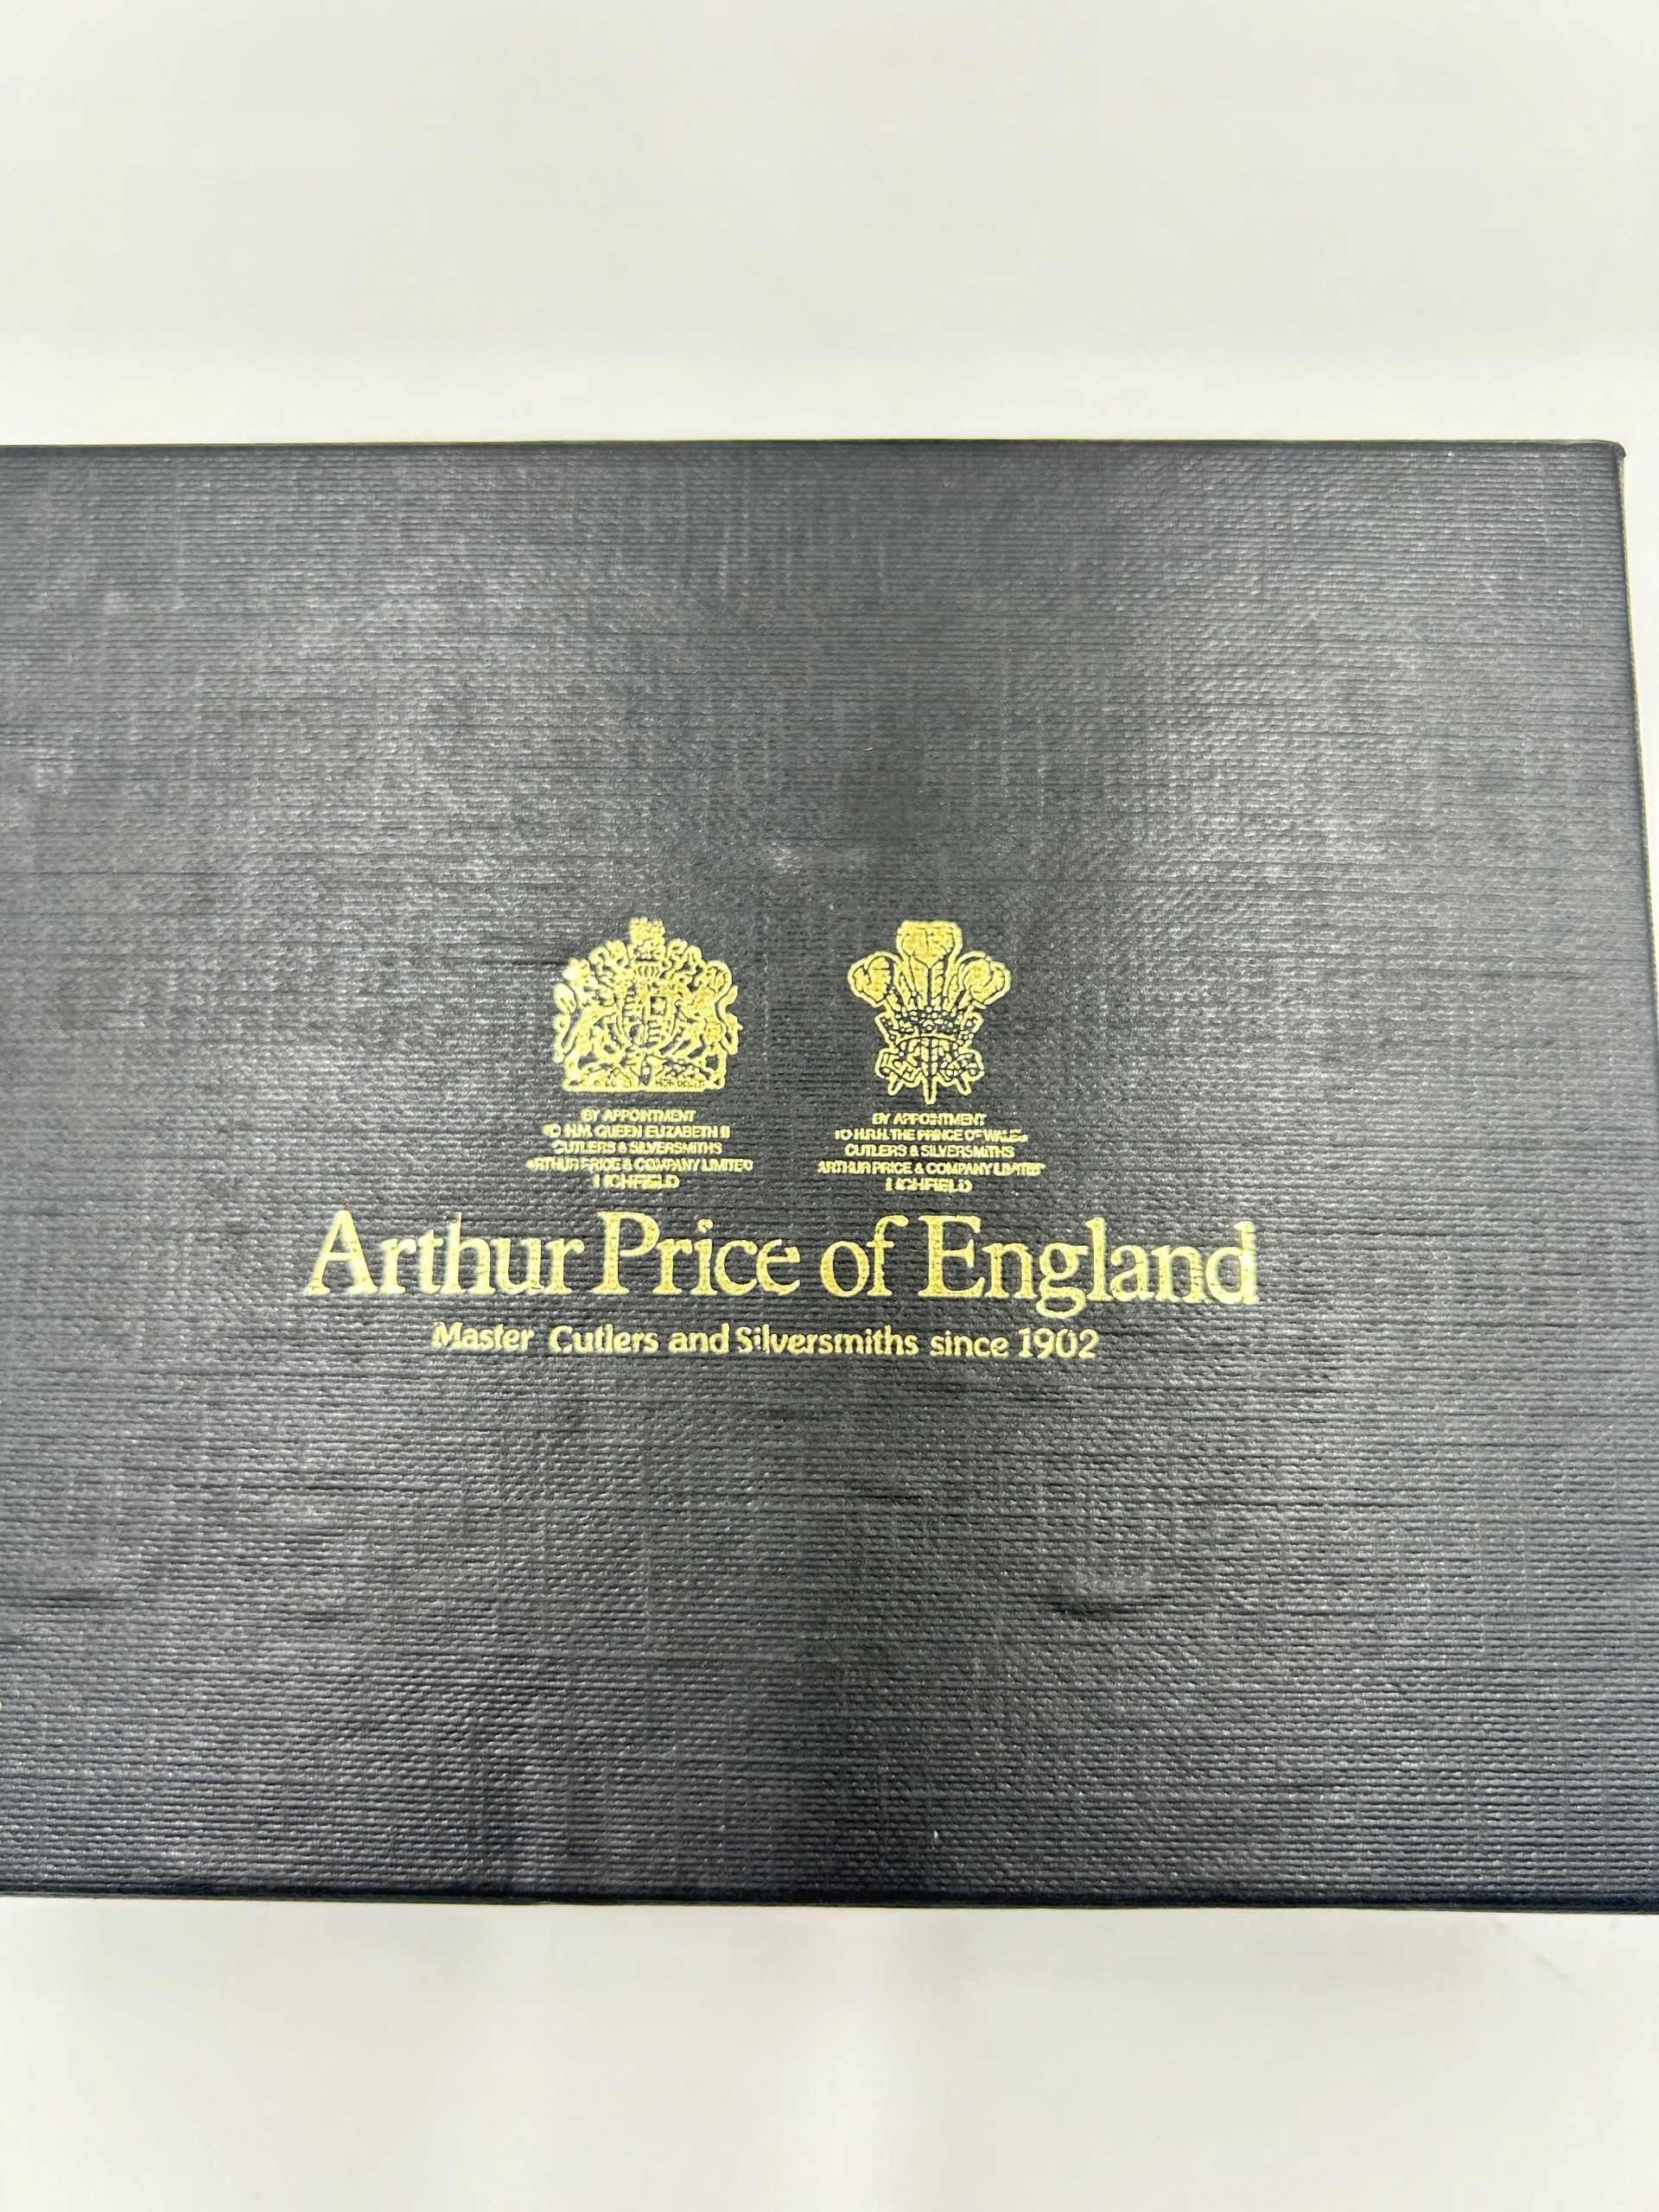 BY APPOINTMENT
TO H.M. QUEEN ELIZABETH II
CUTLERS & SILVERSMITHS
ARTHUR PRICE & COMPANY LIMITED
LICHFIELD
BY APPOINTMENT
TO H.R.H. THE PRINCE OF WALES
CUTLERS & SILVERSMITHS
ARTHUR PRICE & COMPANY LIMITED
LICHFIELD
Arthur Price of England
Master Cutlers and Silversmiths since 1902